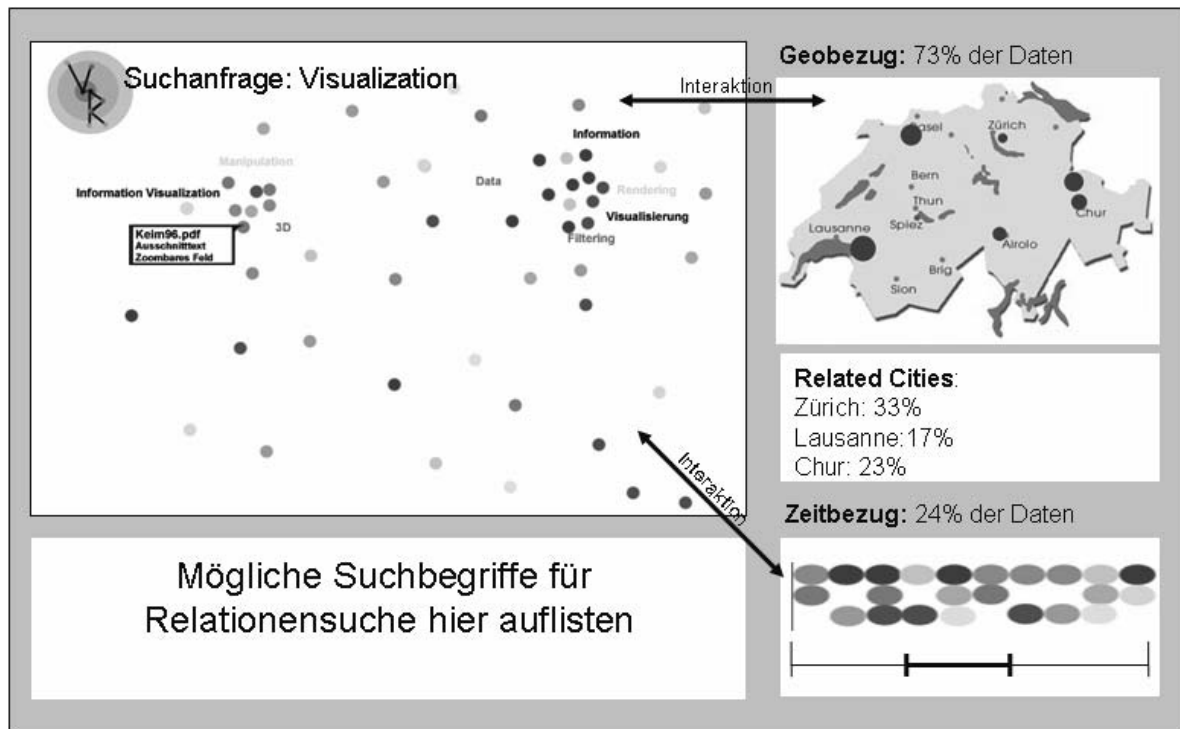 VR
Suchanfrage: Visualization
Manipulation
Information Visualization
3D
Keim96.pdf
Ausschnitttext
Zoombares Feld
Data
Information
Rendering
Visualisierung
Filtering
Interaktion
Interaktion
Mögliche Suchbegriffe für
Relationensuche hier auflisten
Geobezug: 73% der Daten
Basel
Zürich
Bern
Thun
Spiez
Chur
Lausanne
Airolo
Brig
Sion
Related Cities:
Zürich: 33%
Lausanne:17%
Chur: 23%
Zeitbezug: 24% der Daten